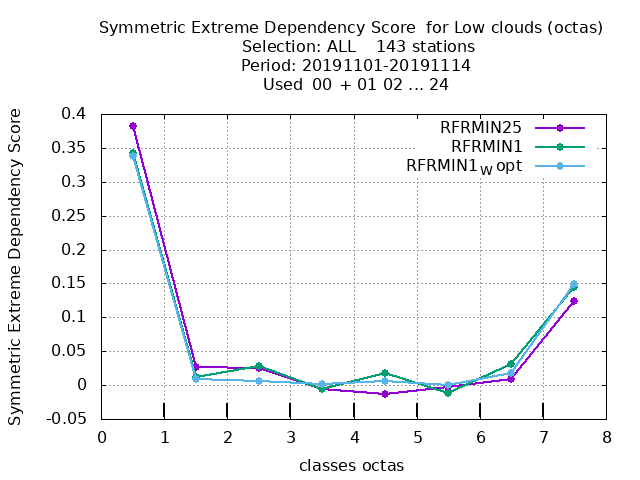 Symmetric Extreme Dependency Score for Low clouds (octas)
Selection: ALL 143 stations
Period: 20191101-20191114
Used 00 + 01 02 ... 24
Symmetric Extreme Dependency Score
0.4
0.35
0.3
0.25
0.2
0.15
0.1
0.05
0
-0.05
RFRMIN25
RFRMIN1
RFRMIN1w opt
0 1 2 3 4 5 6 7 8
classes octas